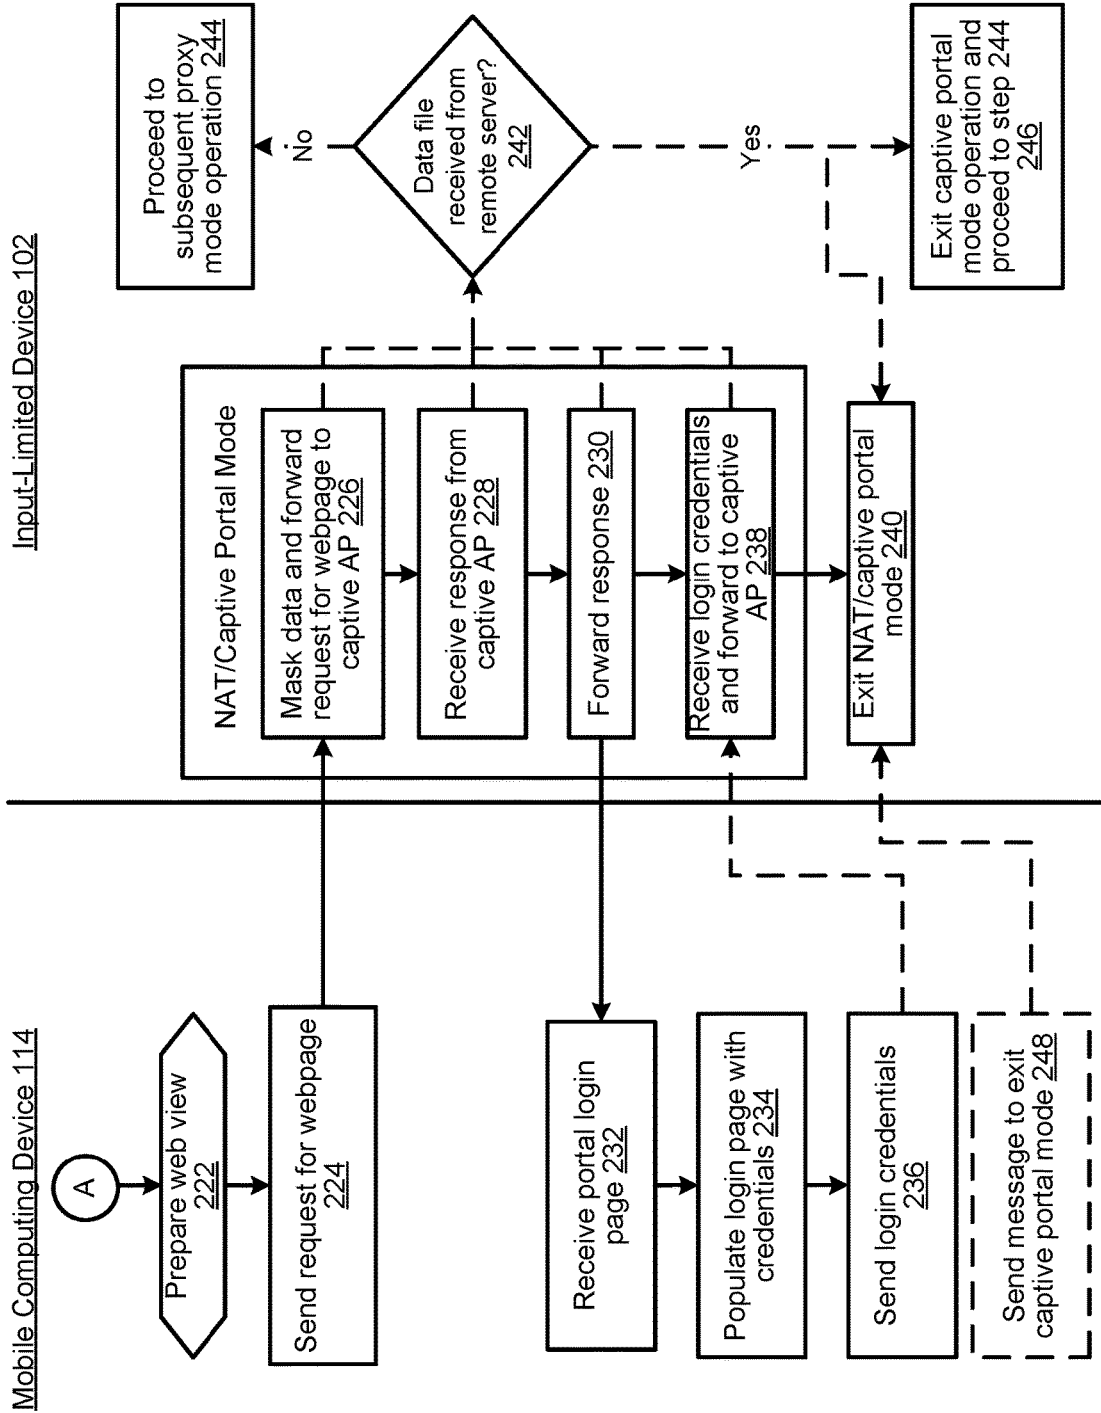 Mobile Computing Device 114
A
Prepare web view
222
Send request for webpage
224
Receive portal login
page 232
Populate login page with
credentials 234
Send login credentials
236
Send message to exit
captive portal mode 248
Input-Limited Device 102
NAT/Captive Portal Mode
Mask data and forward
request for webpage to
captive AP 226
Receive response from
captive AP 228
Forward response 230
Receive login credentials
and forward to captive
AP 238
Exit NAT/captive portal
mode 240
Proceed to
subsequent proxy
mode operation 244
No
Data file
received from
remote server?
242
Yes
Exit captive portal
mode operation and
proceed to step 244
246